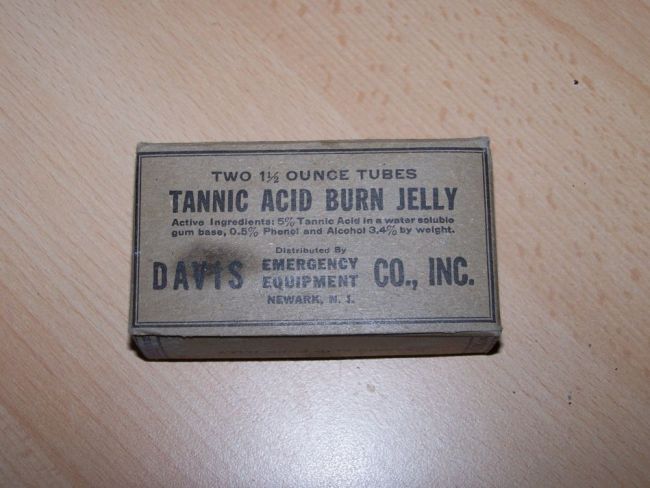 TWO 1½ OUNCE TUBES
TANNIC ACID BURN JELLY
Active Ingredients: 5% Tannic Acid in a water soluble
gum base, 0.5% Phenol and Alcohol 3.4% by weight.
Distributed By
DAVIS EMERGENCY EQUIPMENT CO., INC.
NEWARK, N. J.